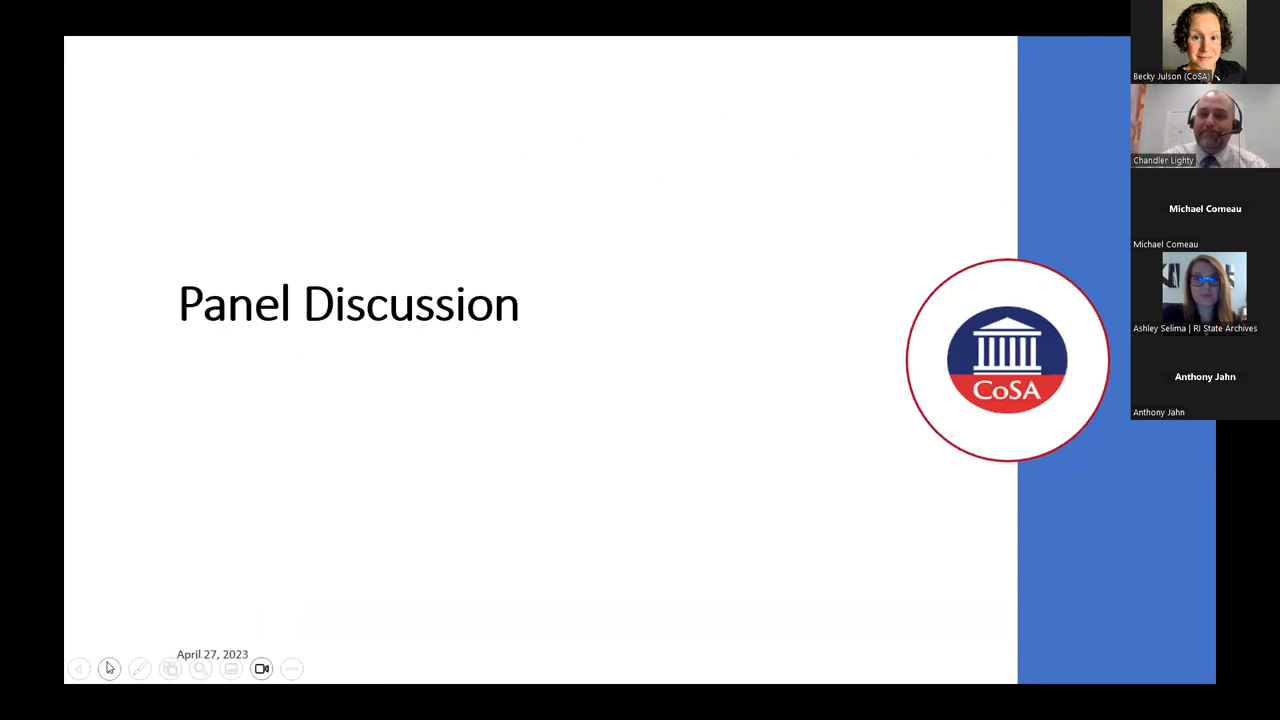 Panel Discussion
CoSA
April 27, 2023
Becky Julson (CoSA)
Chandler Lighty
Michael Comeau
Michael Comeau
Ashley Selima | RI State Archives
Anthony Jahn
Anthony Jahn